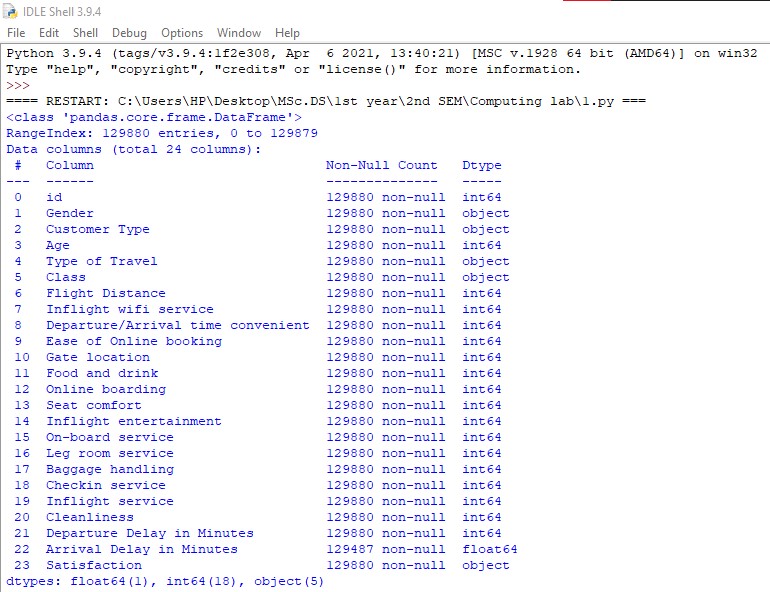 IDLE Shell 3.9.4
File Edit Shell Debug Options Window Help
Python 3.9.4 (tags/v3.9.4:1f2e308, Apr  6 2021, 13:40:21) [MSC v.1928 64 bit (AMD64)] on win32
Type "help", "copyright", "credits" or "license()" for more information.
>>>
==== RESTART: C:\Users\HP\Desktop\MSc.DS\1st year\2nd SEM\Computing lab\1.py ===
<class 'pandas.core.frame.DataFrame'>
RangeIndex: 129880 entries, 0 to 129879
Data columns (total 24 columns):
 #   Column                             Non-Null Count   Dtype
---  ------                             --------------   -----
 0   id                                 129880 non-null  int64
 1   Gender                             129880 non-null  object
 2   Customer Type                      129880 non-null  object
 3   Age                                129880 non-null  int64
 4   Type of Travel                     129880 non-null  object
 5   Class                              129880 non-null  object
 6   Flight Distance                    129880 non-null  int64
 7   Inflight wifi service              129880 non-null  int64
 8   Departure/Arrival time convenient  129880 non-null  int64
 9   Ease of Online booking             129880 non-null  int64
 10  Gate location                      129880 non-null  int64
 11  Food and drink                     129880 non-null  int64
 12  Online boarding                    129880 non-null  int64
 13  Seat comfort                       129880 non-null  int64
 14  Inflight entertainment             129880 non-null  int64
 15  On-board service                   129880 non-null  int64
 16  Leg room service                   129880 non-null  int64
 17  Baggage handling                   129880 non-null  int64
 18  Checkin service                    129880 non-null  int64
 19  Inflight service                   129880 non-null  int64
 20  Cleanliness                        129880 non-null  int64
 21  Departure Delay in Minutes         129880 non-null  int64
 22  Arrival Delay in Minutes           129487 non-null  float64
 23  Satisfaction                       129880 non-null  object
dtypes: float64(1), int64(18), object(5)